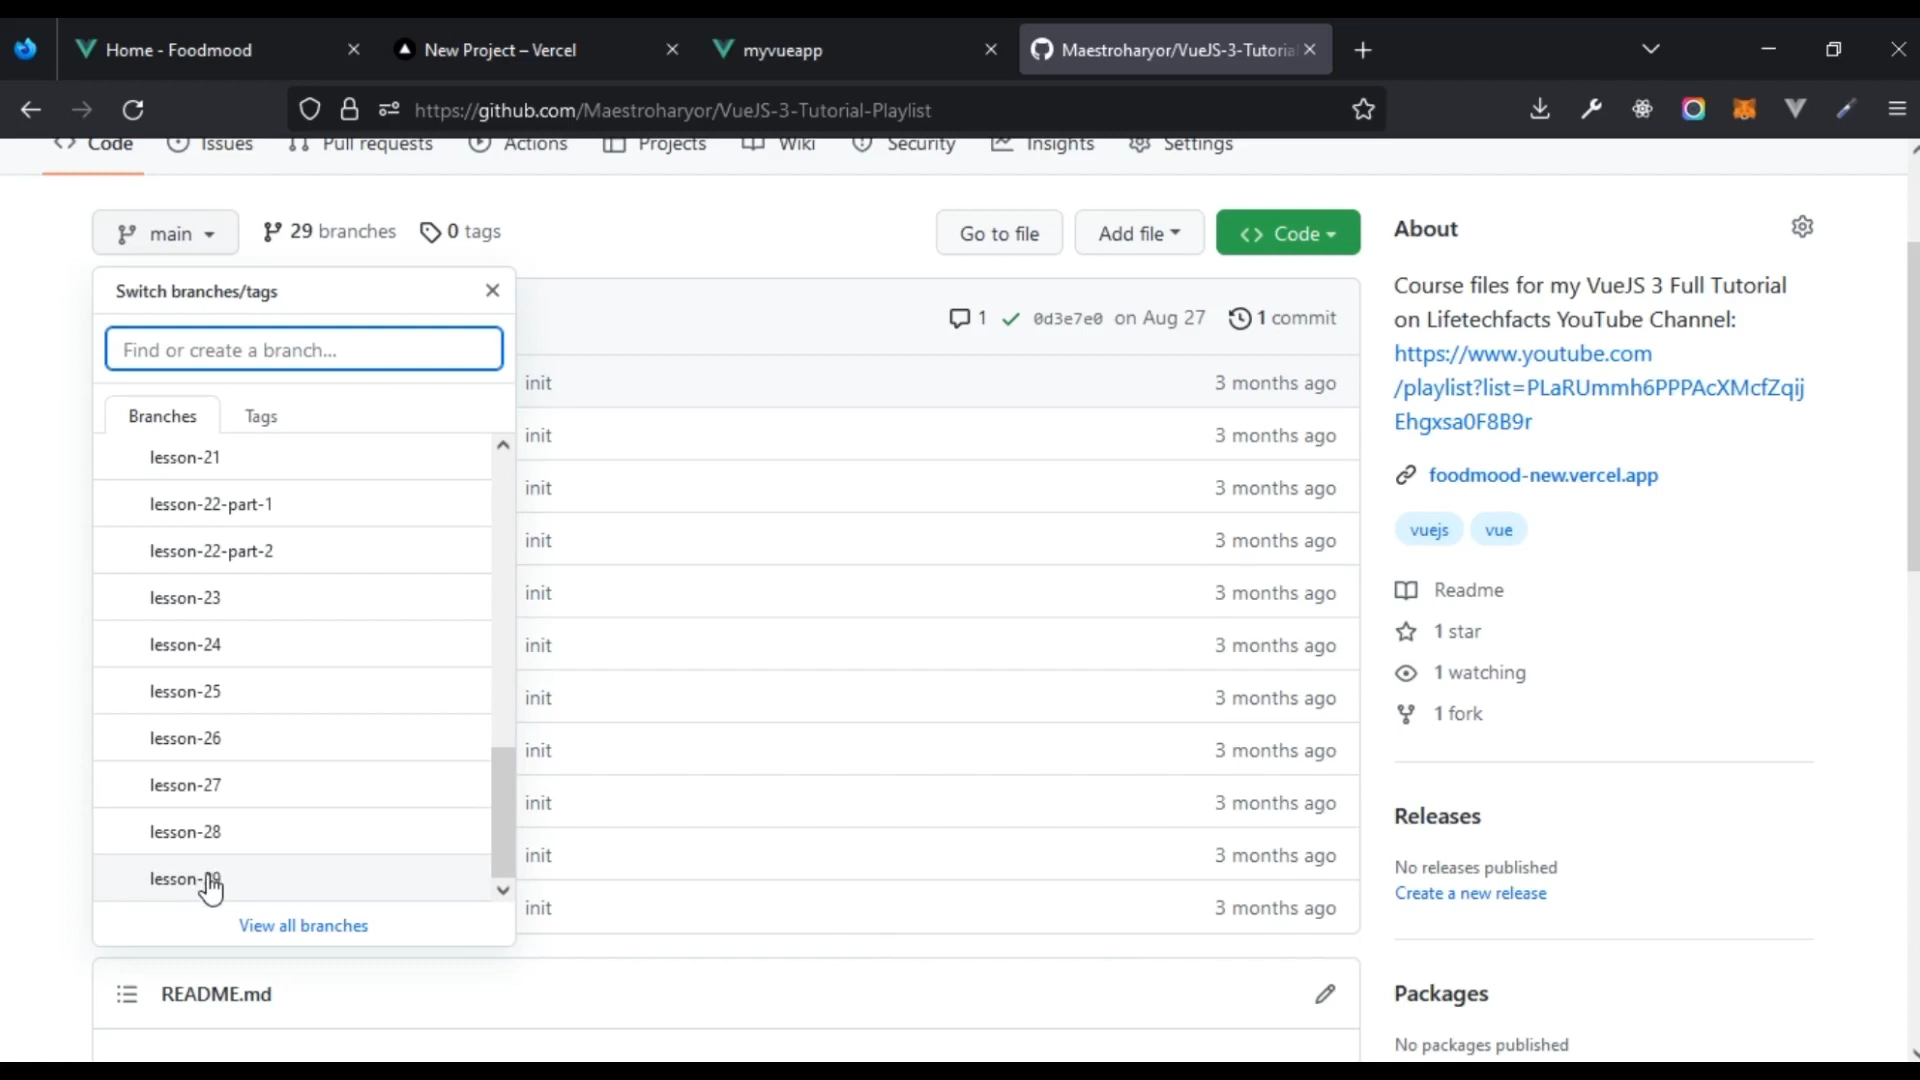 Home - Foodmood
New Project – Vercel
myvueapp
Maestroharyor/VueJS-3-Tutoria
https://github.com/Maestroharyor/VueJS-3-Tutorial-Playlist
Code
Issues
Pull requests
Actions
Projects
Wiki
Security
Insights
Settings
main
29 branches
0 tags
Go to file
Add file
Code
Switch branches/tags
Find or create a branch...
Branches
Tags
lesson-21
lesson-22-part-1
lesson-22-part-2
lesson-23
lesson-24
lesson-25
lesson-26
lesson-27
lesson-28
lesson-29
View all branches
1
0d3e7e0 on Aug 27
1 commit
init
3 months ago
init
3 months ago
init
3 months ago
init
3 months ago
init
3 months ago
init
3 months ago
init
3 months ago
init
3 months ago
init
3 months ago
init
3 months ago
init
3 months ago
README.md
About
Course files for my VueJS 3 Full Tutorial
on Lifetechfacts YouTube Channel:
https://www.youtube.com
/playlist?list=PLaRUmmh6PPPAcXMcfZqij
Ehgxsa0F8B9r
foodmood-new.vercel.app
vuejs
vue
Readme
1 star
1 watching
1 fork
Releases
No releases published
Create a new release
Packages
No packages published